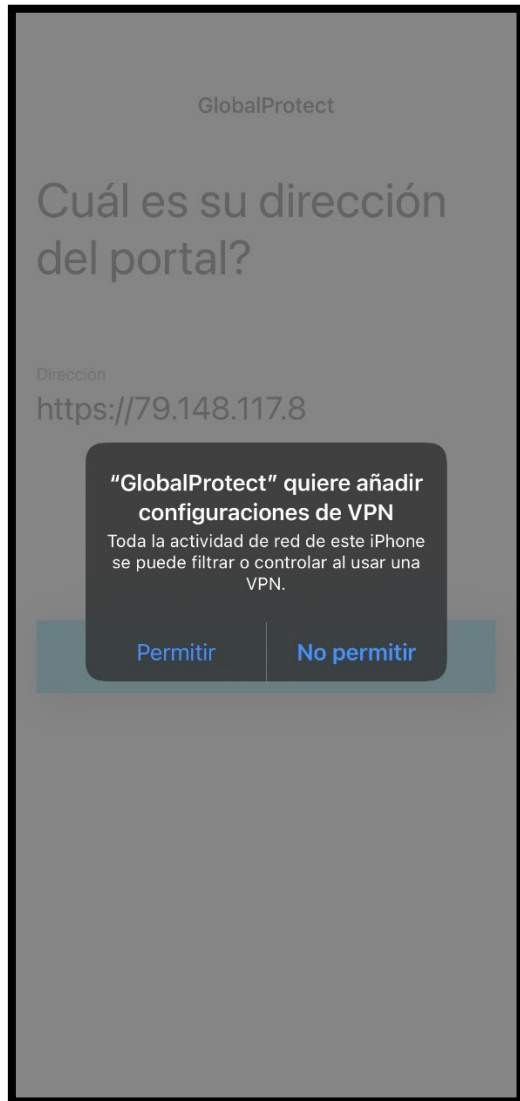 GlobalProtect
Cuál es su dirección
del portal?
Dirección
https://79.148.117.8
“GlobalProtect” quiere añadir
configuraciones de VPN
Toda la actividad de red de este iPhone
se puede filtrar o controlar al usar una
VPN.
Permitir
No permitir